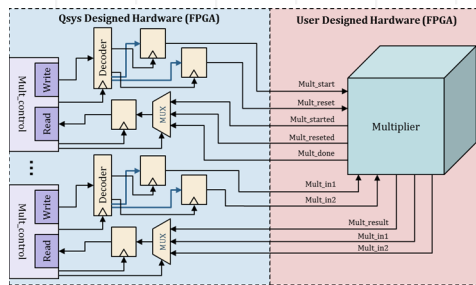 Qsys Designed Hardware (FPGA)
User Designed Hardware (FPGA)
Mult_control
Write
Read
Decoder
MUX
Mult_start
Mult_reset
Mult_started
Mult_reseted
Mult_done
Multiplier
...
Mult_control
Write
Read
Decoder
MUX
Mult_in1
Mult_in2
Mult_result
Mult_in1
Mult_in2